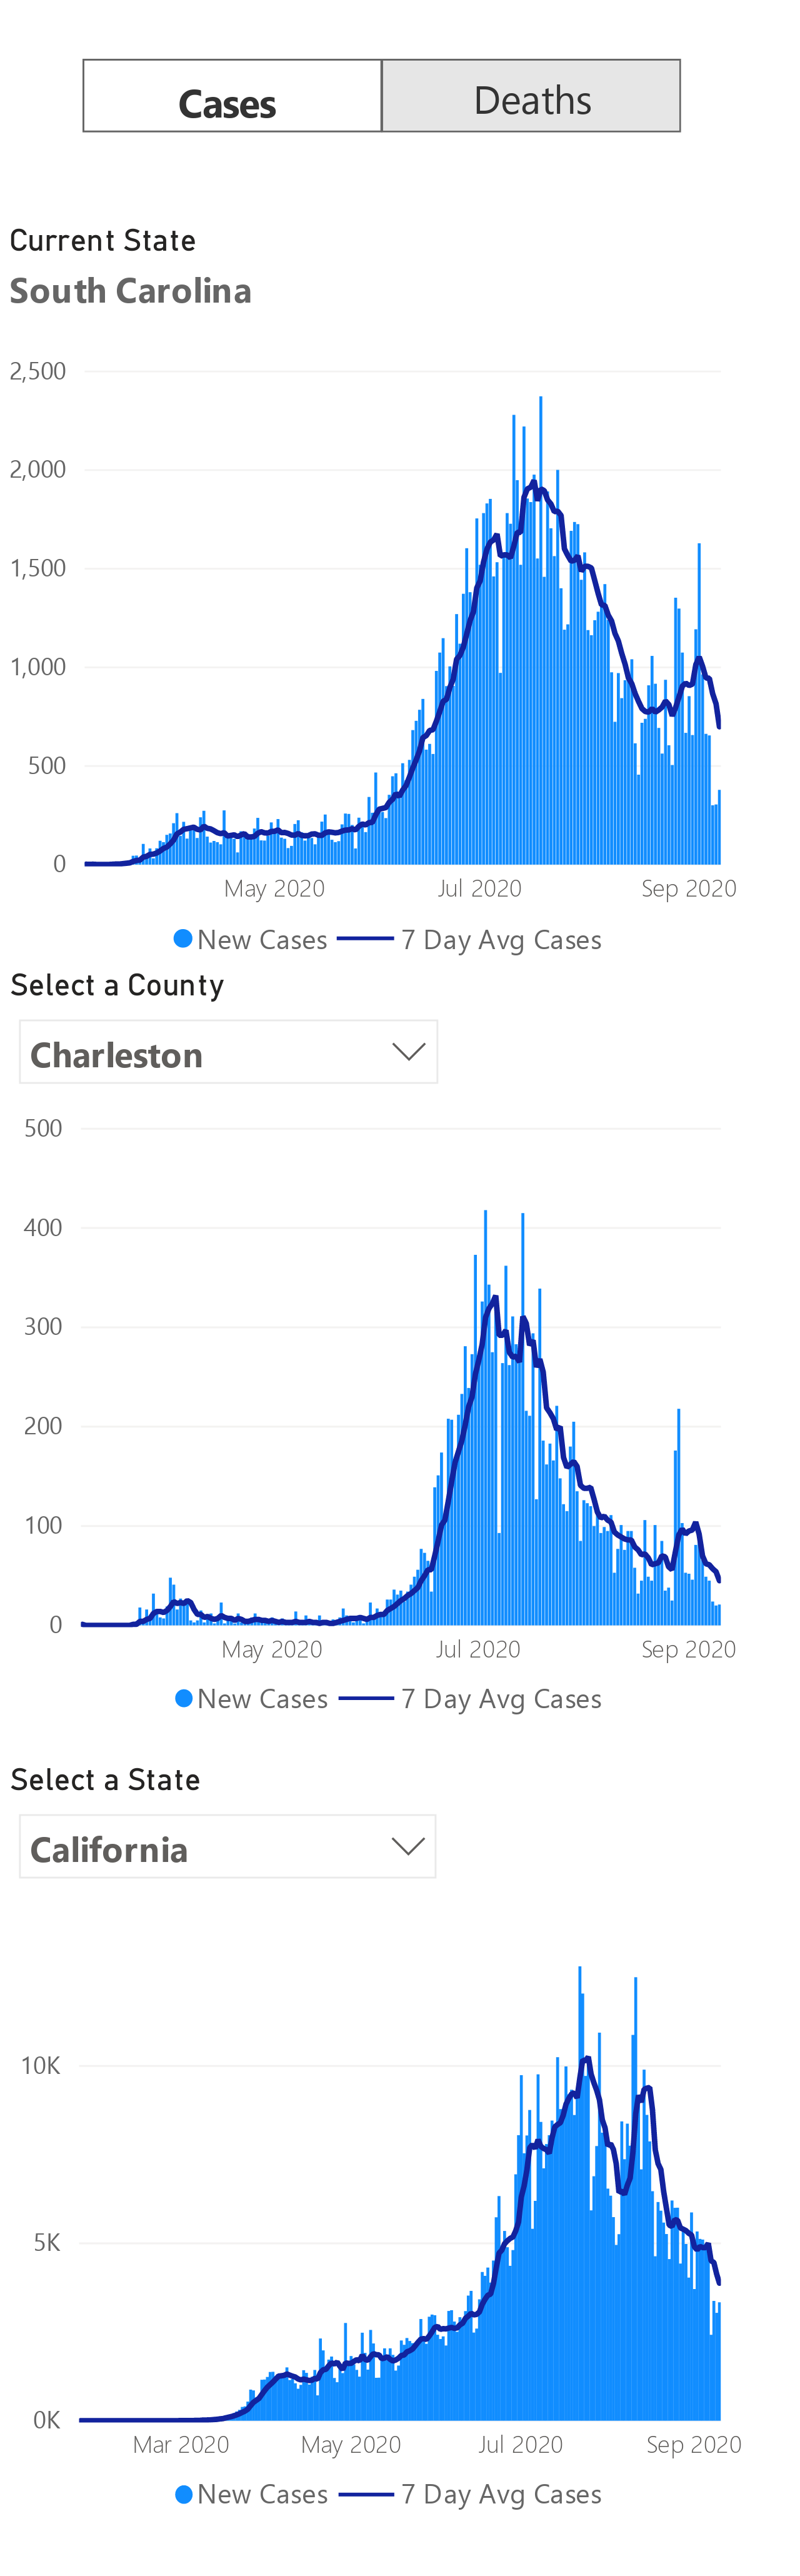 Cases Deaths
Current State
South Carolina
2,500
2,000
1,500
1,000
500
0
May 2020 Jul 2020 Sep 2020
New Cases 7 Day Avg Cases
Select a County
Charleston
500
400
300
200
100
0
May 2020 Jul 2020 Sep 2020
New Cases 7 Day Avg Cases
Select a State
California
10K
5K
0K
Mar 2020 May 2020 Jul 2020 Sep 2020
New Cases 7 Day Avg Cases